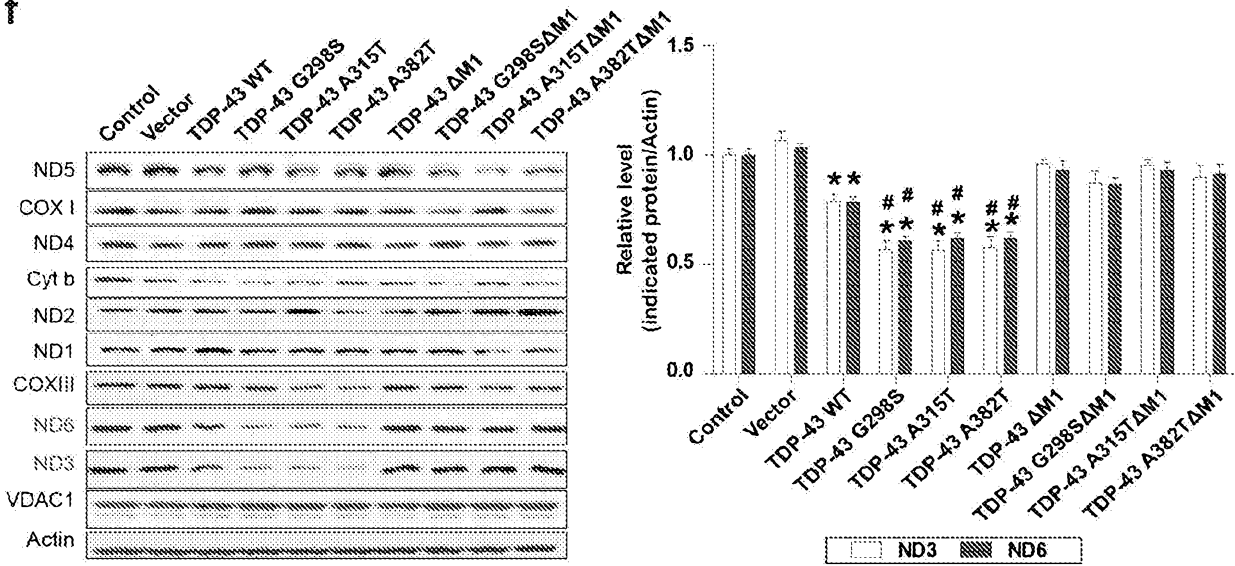 f
Control
Vector
TDP-43 WT
TDP-43 G298S
TDP-43 A315T
TDP-43 A382T
TDP-43 ΔM1
TDP-43 G298SΔM1
TDP-43 A315TΔM1
TDP-43 A382TΔM1
ND5
COX I
ND4
Cyt b
ND2
ND1
COXIII
ND6
ND3
VDAC1
Actin
Relative level
(indicated protein/Actin)
1.5
1.0
0.5
0.0
* *
# #
* *
# #
* *
# #
* *
Control
Vector
TDP-43 WT
TDP-43 G298S
TDP-43 A315T
TDP-43 A382T
TDP-43 ΔM1
TDP-43 G298SΔM1
TDP-43 A315TΔM1
TDP-43 A382TΔM1
ND3 ND6